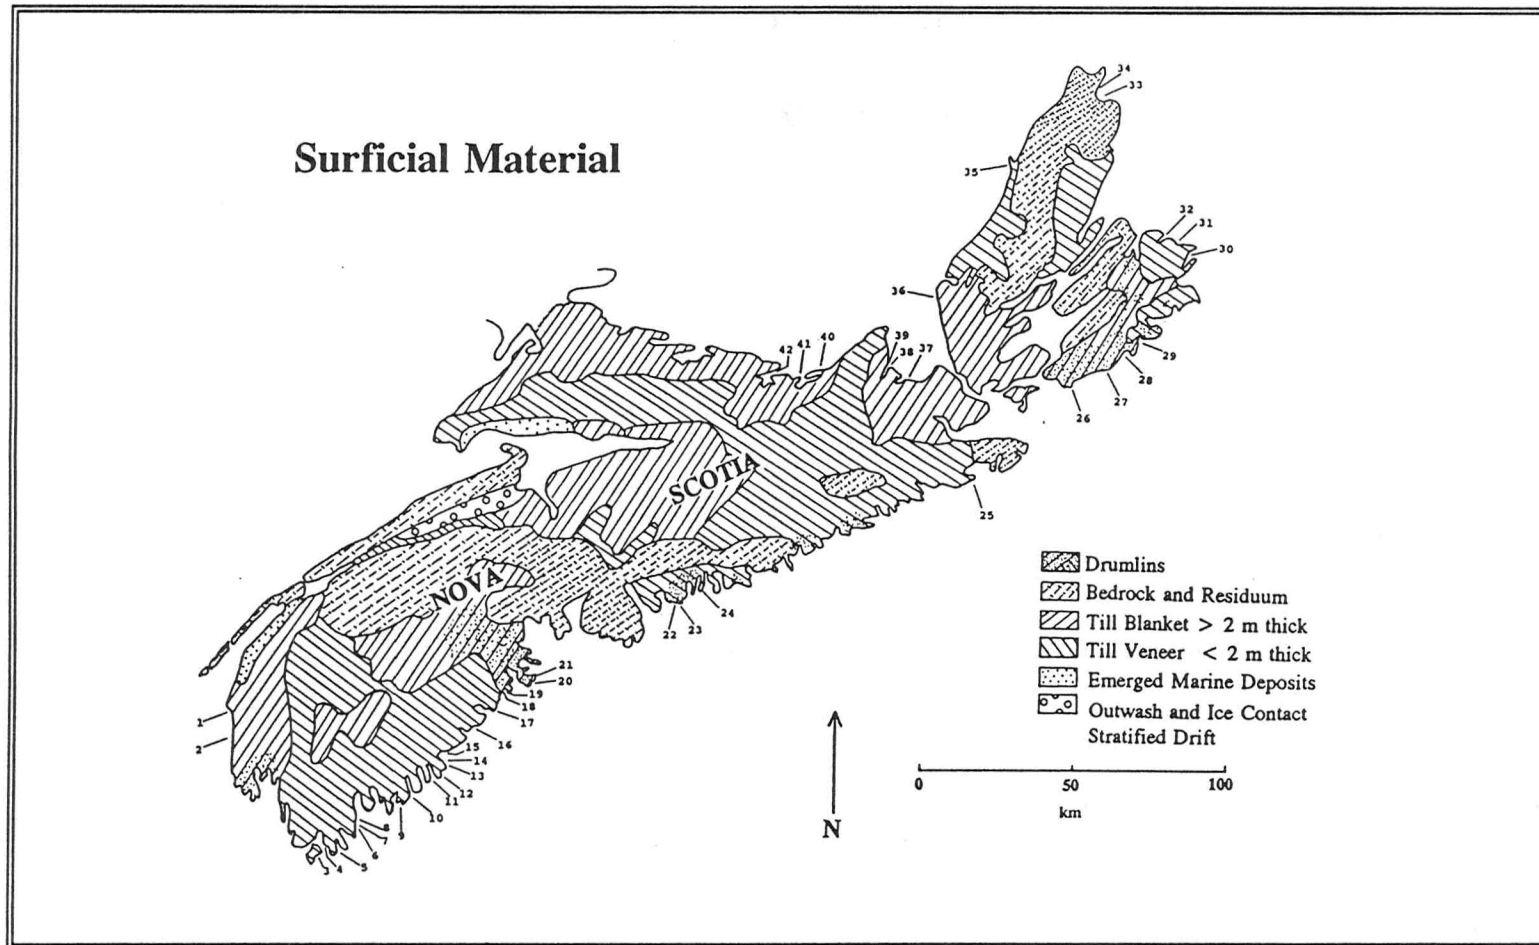 Surficial Material
34
33
35
32
31
30
36
39
42 41 40
38 37
29
28
27
26
SCOTIA
25
NOVA
24
22 23
21
20
19
18
1
17
2
16
15
14
13
12
11
10
9
8
7
6
5
4
3
Drumlins
Bedrock and Residuum
Till Blanket > 2 m thick
Till Veneer < 2 m thick
Emerged Marine Deposits
Outwash and Ice Contact
Stratified Drift
0 50 100
km
N